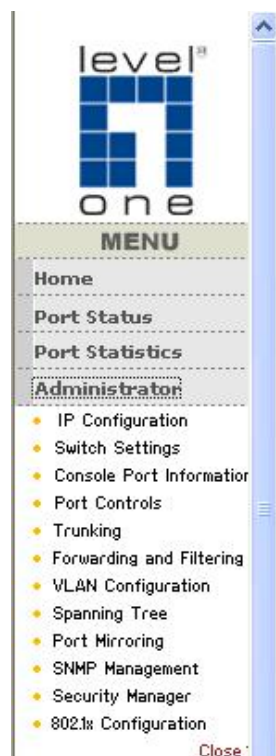 level®
one
MENU
Home
Port Status
Port Statistics
Administrator
IP Configuration
Switch Settings
Console Port Information
Port Controls
Trunking
Forwarding and Filtering
VLAN Configuration
Spanning Tree
Port Mirroring
SNMP Management
Security Manager
802.1x Configuration
Close